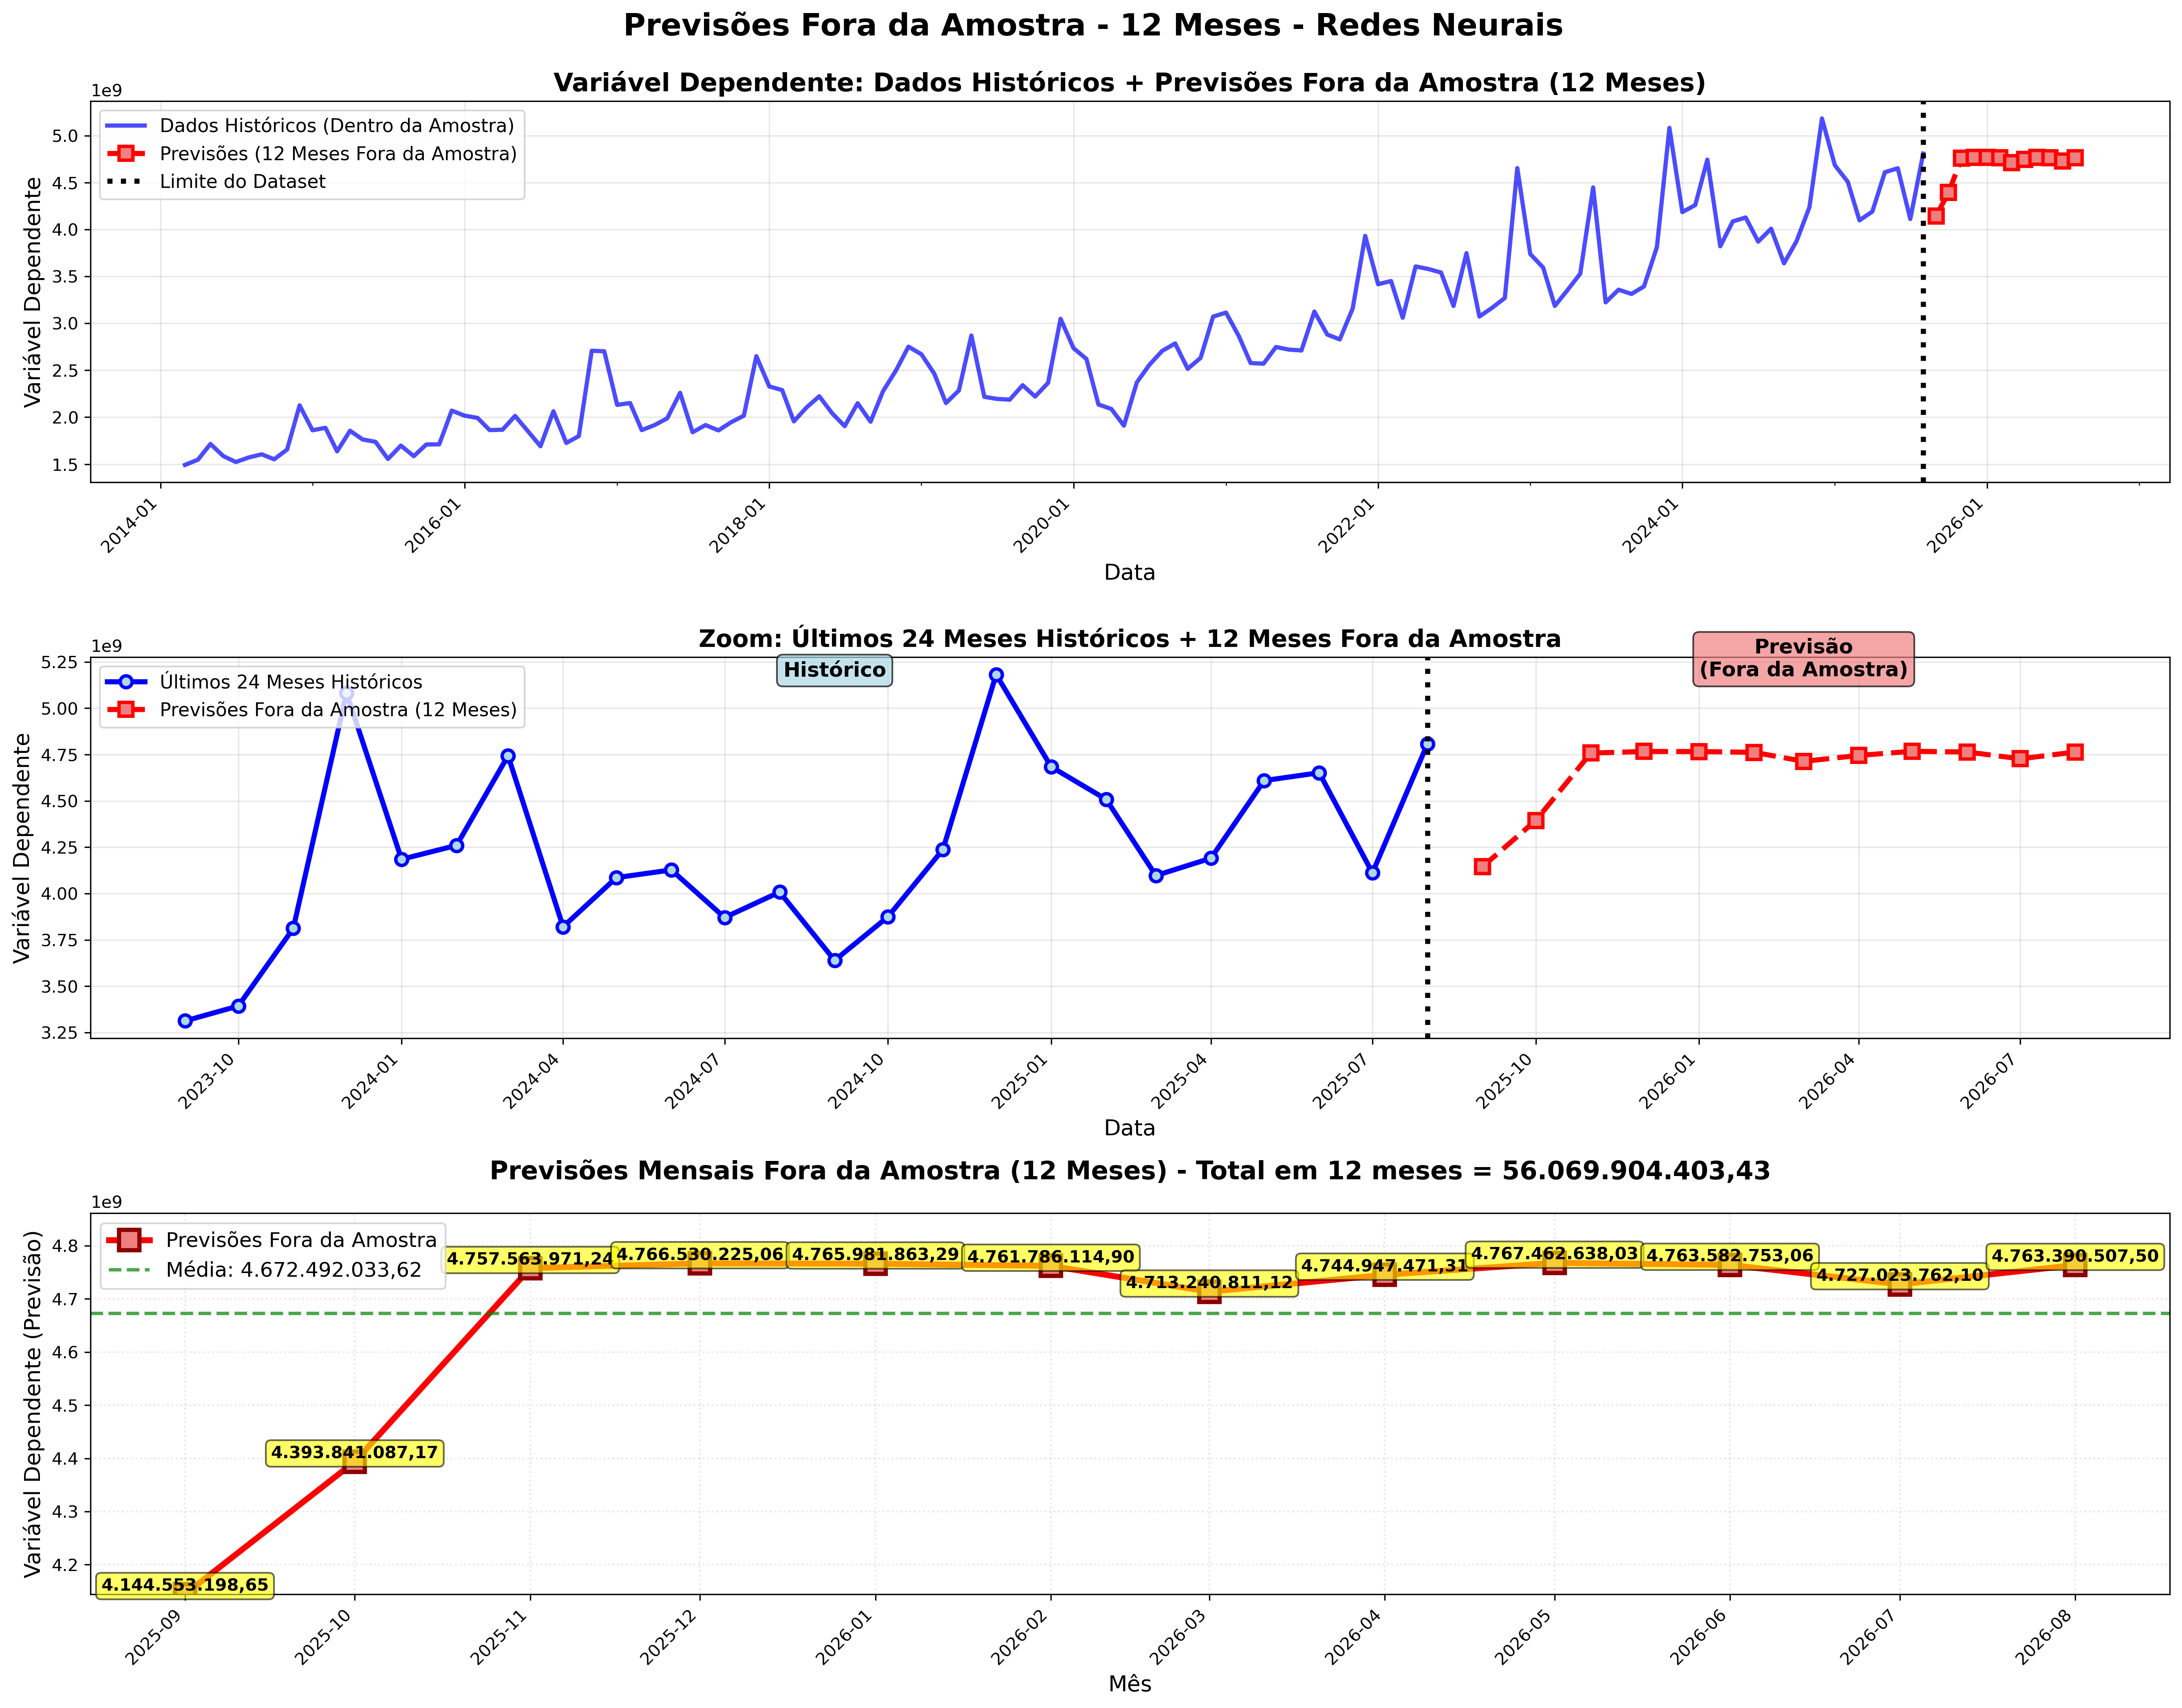 Previsões Fora da Amostra - 12 Meses - Redes Neurais
Variável Dependente: Dados Históricos + Previsões Fora da Amostra (12 Meses)
1e9
Dados Históricos (Dentro da Amostra)
Previsões (12 Meses Fora da Amostra)
Limite do Dataset
Variável Dependente
5.0
4.5
4.0
3.5
3.0
2.5
2.0
1.5
2014-01
2016-01
2018-01
2020-01
2022-01
2024-01
2026-01
Data
Zoom: Últimos 24 Meses Históricos + 12 Meses Fora da Amostra
1e9
Últimos 24 Meses Históricos
Previsões Fora da Amostra (12 Meses)
Histórico
Previsão
(Fora da Amostra)
Variável Dependente
5.25
5.00
4.75
4.50
4.25
4.00
3.75
3.50
3.25
2023-10
2024-01
2024-04
2024-07
2024-10
2025-01
2025-04
2025-07
2025-10
2026-01
2026-04
2026-07
Data
Previsões Mensais Fora da Amostra (12 Meses) - Total em 12 meses = 56.069.904.403,43
1e9
Previsões Fora da Amostra
Média: 4.672.492.033,62
Variável Dependente (Previsão)
4.8
4.7
4.6
4.5
4.4
4.3
4.2
4.144.553.198,65
4.393.841.087,17
4.757.563.971,24
4.766.530.225,06
4.765.981.863,29
4.761.786.114,90
4.713.240.811,12
4.744.947.471,31
4.767.462.638,03
4.763.582.753,06
4.727.023.762,10
4.763.390.507,50
2025-09
2025-10
2025-11
2025-12
2026-01
2026-02
2026-03
2026-04
2026-05
2026-06
2026-07
2026-08
Mês